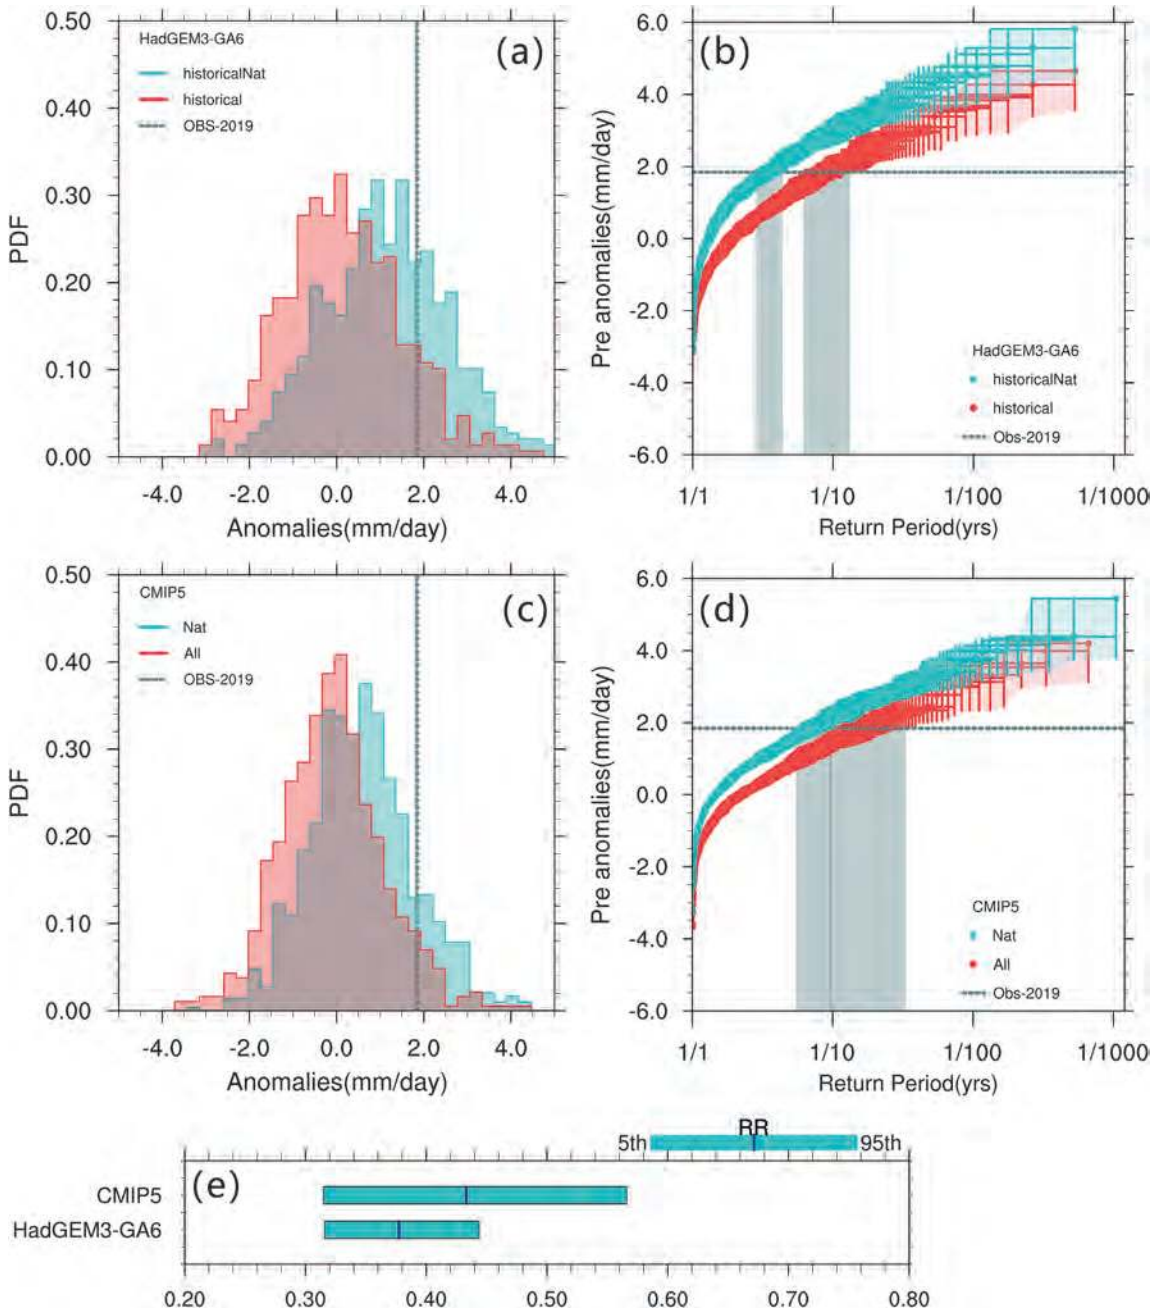 0.50
HadGEM3-GA6
historicalNat
historical
OBS-2019
(a)
0.40
0.30
0.20
0.10
0.00
PDF
-4.0 -2.0 0.0 2.0 4.0
Anomalies(mm/day)
6.0
(b)
4.0
2.0
0.0
-2.0
-4.0
-6.0
Pre anomalies(mm/day)
HadGEM3-GA6
historicalNat
historical
Obs-2019
1/1 1/10 1/100 1/1000
Return Period(yrs)
0.50
CMIP5
Nat
All
OBS-2019
(c)
0.40
0.30
0.20
0.10
0.00
PDF
-4.0 -2.0 0.0 2.0 4.0
Anomalies(mm/day)
6.0
(d)
4.0
2.0
0.0
-2.0
-4.0
-6.0
Pre anomalies(mm/day)
CMIP5
Nat
All
Obs-2019
1/1 1/10 1/100 1/1000
Return Period(yrs)
RR
5th 95th
(e)
CMIP5
HadGEM3-GA6
0.20 0.30 0.40 0.50 0.60 0.70 0.80